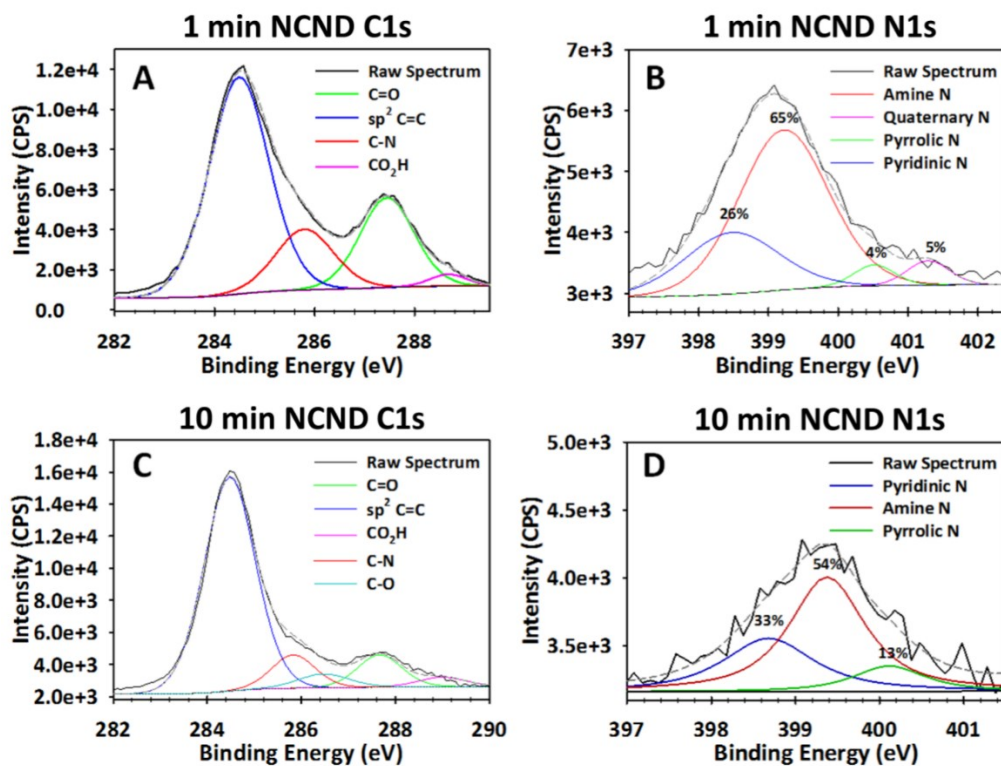 1 min NCND C1s
A
Intensity (CPS)
1.2e+4
1.0e+4
8.0e+3
6.0e+3
4.0e+3
2.0e+3
0.0
Raw Spectrum
C=O
sp² C=C
C-N
CO₂H
282 284 286 288
Binding Energy (eV)
1 min NCND N1s
B
Intensity (CPS)
7e+3
6e+3
5e+3
4e+3
3e+3
Raw Spectrum
Amine N
Quaternary N
Pyrrolic N
Pyridinic N
65%
26%
4%
5%
397 398 399 400 401 402
Binding Energy (eV)
10 min NCND C1s
C
Intensity (CPS)
1.8e+4
1.6e+4
1.4e+4
1.2e+4
1.0e+4
8.0e+3
6.0e+3
4.0e+3
2.0e+3
Raw Spectrum
C=O
sp² C=C
CO₂H
C-N
C-O
282 284 286 288 290
Binding Energy (eV)
10 min NCND N1s
D
Intensity (CPS)
5.0e+3
4.5e+3
4.0e+3
3.5e+3
Raw Spectrum
Pyridinic N
Amine N
Pyrrolic N
54%
33%
13%
397 398 399 400 401
Binding Energy (eV)